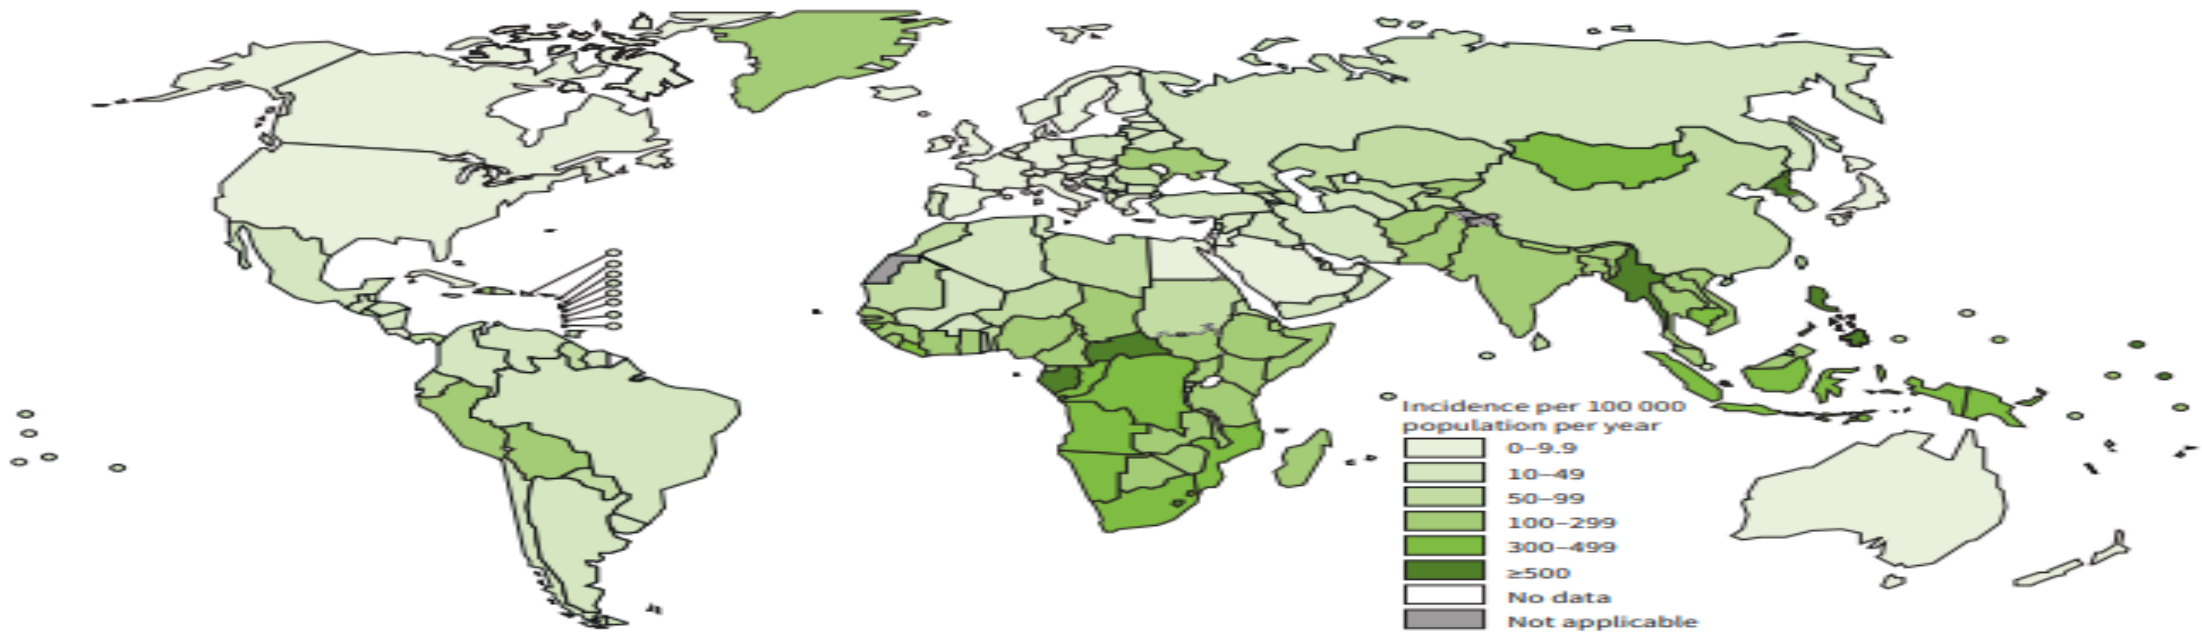 Incidence per 100 000
population per year
0–9.9
10–49
50–99
100–299
300–499
≥500
No data
Not applicable